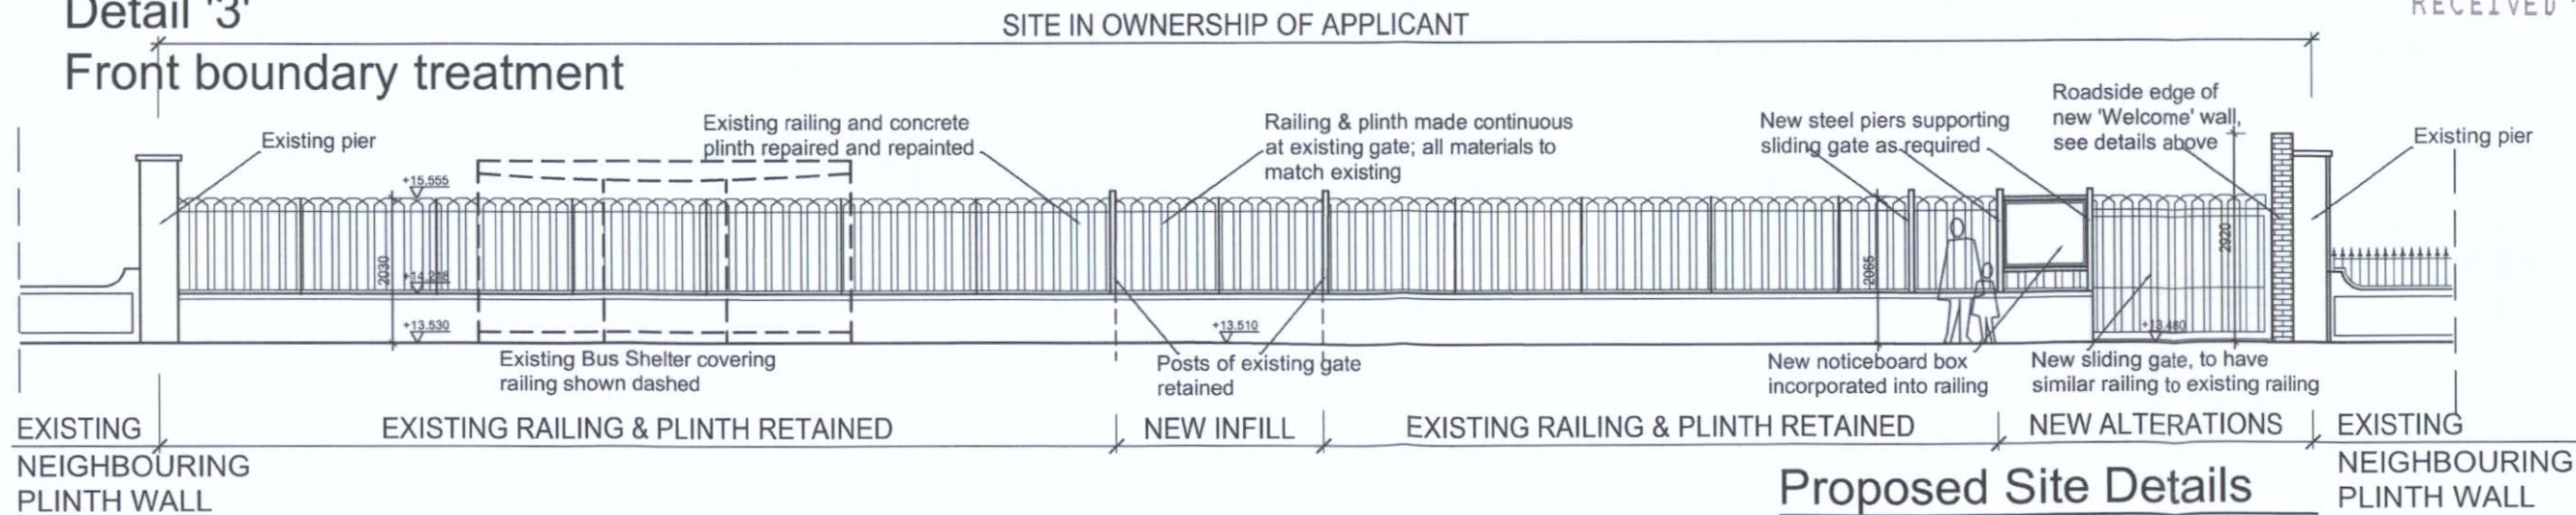 Detail '3'
RECEIVED
SITE IN OWNERSHIP OF APPLICANT
Front boundary treatment
Existing pier
Existing railing and concrete
plinth repaired and repainted
Railing & plinth made continuous
at existing gate; all materials to
match existing
New steel piers supporting
sliding gate as required
Roadside edge of
new 'Welcome' wall,
see details above
Existing pier
+15.555
2030
+14.218
+13.530
+13.510
2065
2920
+13.480
Existing Bus Shelter covering
railing shown dashed
Posts of existing gate
retained
New noticeboard box
incorporated into railing
New sliding gate, to have
similar railing to existing railing
EXISTING
NEIGHBOURING
PLINTH WALL
EXISTING RAILING & PLINTH RETAINED
NEW INFILL
EXISTING RAILING & PLINTH RETAINED
NEW ALTERATIONS
EXISTING
NEIGHBOURING
PLINTH WALL
Proposed Site Details